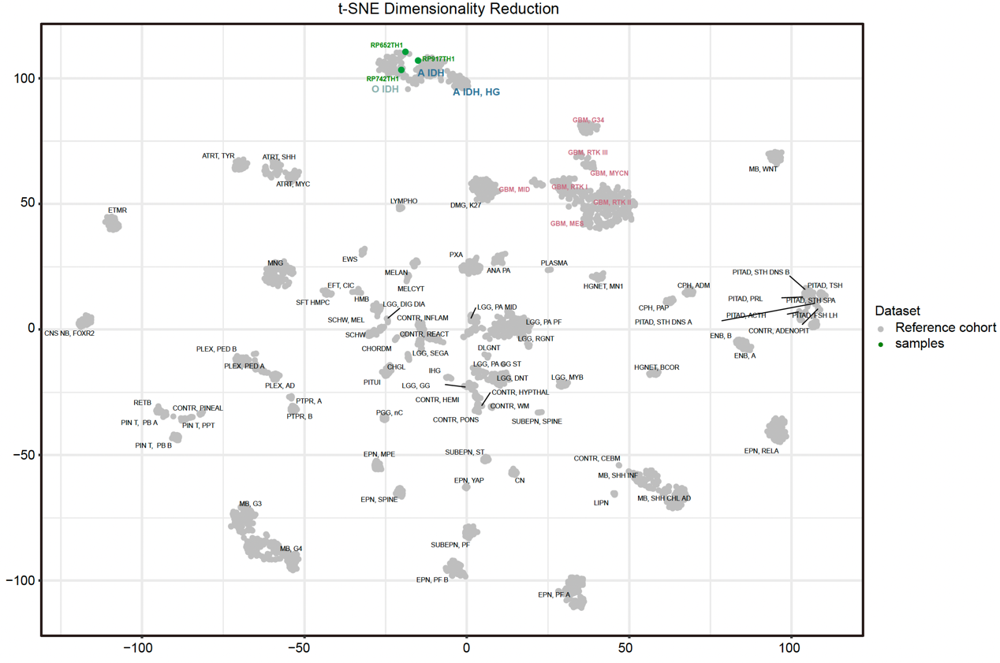 t-SNE Dimensionality Reduction
RP652TH1
RP917TH1
A IDH
RP742TH1
O IDH
A IDH, HG
GBM, G34
GBM, RTK III
GBM, MYCN
GBM, MID
GBM, RTK I
GBM, RTK II
GBM, MES
DMG, K27
MB, WNT
ATRT, TYR
ATRT, SHH
ATRT, MYC
ETMR
LYMPHO
EWS
MNG
MELAN
MELCYT
PXA
ANA PA
PLASMA
HGNET, MN1
CPH, ADM
CPH, PAP
PITAD, STH DNS B
PITAD, TSH
PITAD, PRL
PITAD, STH SPA
PITAD, ACTH
PITAD, FSH LH
PITAD, STH DNS A
CONTR, ADENOPIT
EFT, CIC
SFT HMPC
HMB
LGG, DIG DIA
LGG, PA MID
SCHW, MEL
CONTR, INFLAM
LGG, PA PF
SCHW
CONTR, REACT
LGG, RGNT
CNS NB, FOXR2
ENB, B
ENB, A
CHORDM
LGG, SEGA
DLGNT
PLEX, PED B
PLEX, PED A
PLEX, AD
CHGL
PITUI
IHG
LGG, PA GG ST
LGG, DNT
LGG, GG
LGG, MYB
HGNET, BCOR
CONTR, HYPTHAL
CONTR, HEMI
CONTR, WM
CONTR, PONS
SUBEPN, SPINE
RETB
CONTR, PINEAL
PIN T, PB A
PIN T, PPT
PIN T, PB B
PTPR, A
PTPR, B
PGG, nC
EPN, RELA
EPN, MPE
SUBEPN, ST
CN
EPN, YAP
EPN, SPINE
CONTR, CEBM
MB, SHH INF
MB, SHH CHL AD
LIPN
MB, G3
MB, G4
SUBEPN, PF
EPN, PF B
EPN, PF A
100
50
0
−50
−100
−100
−50
0
50
100
Dataset
Reference cohort
samples